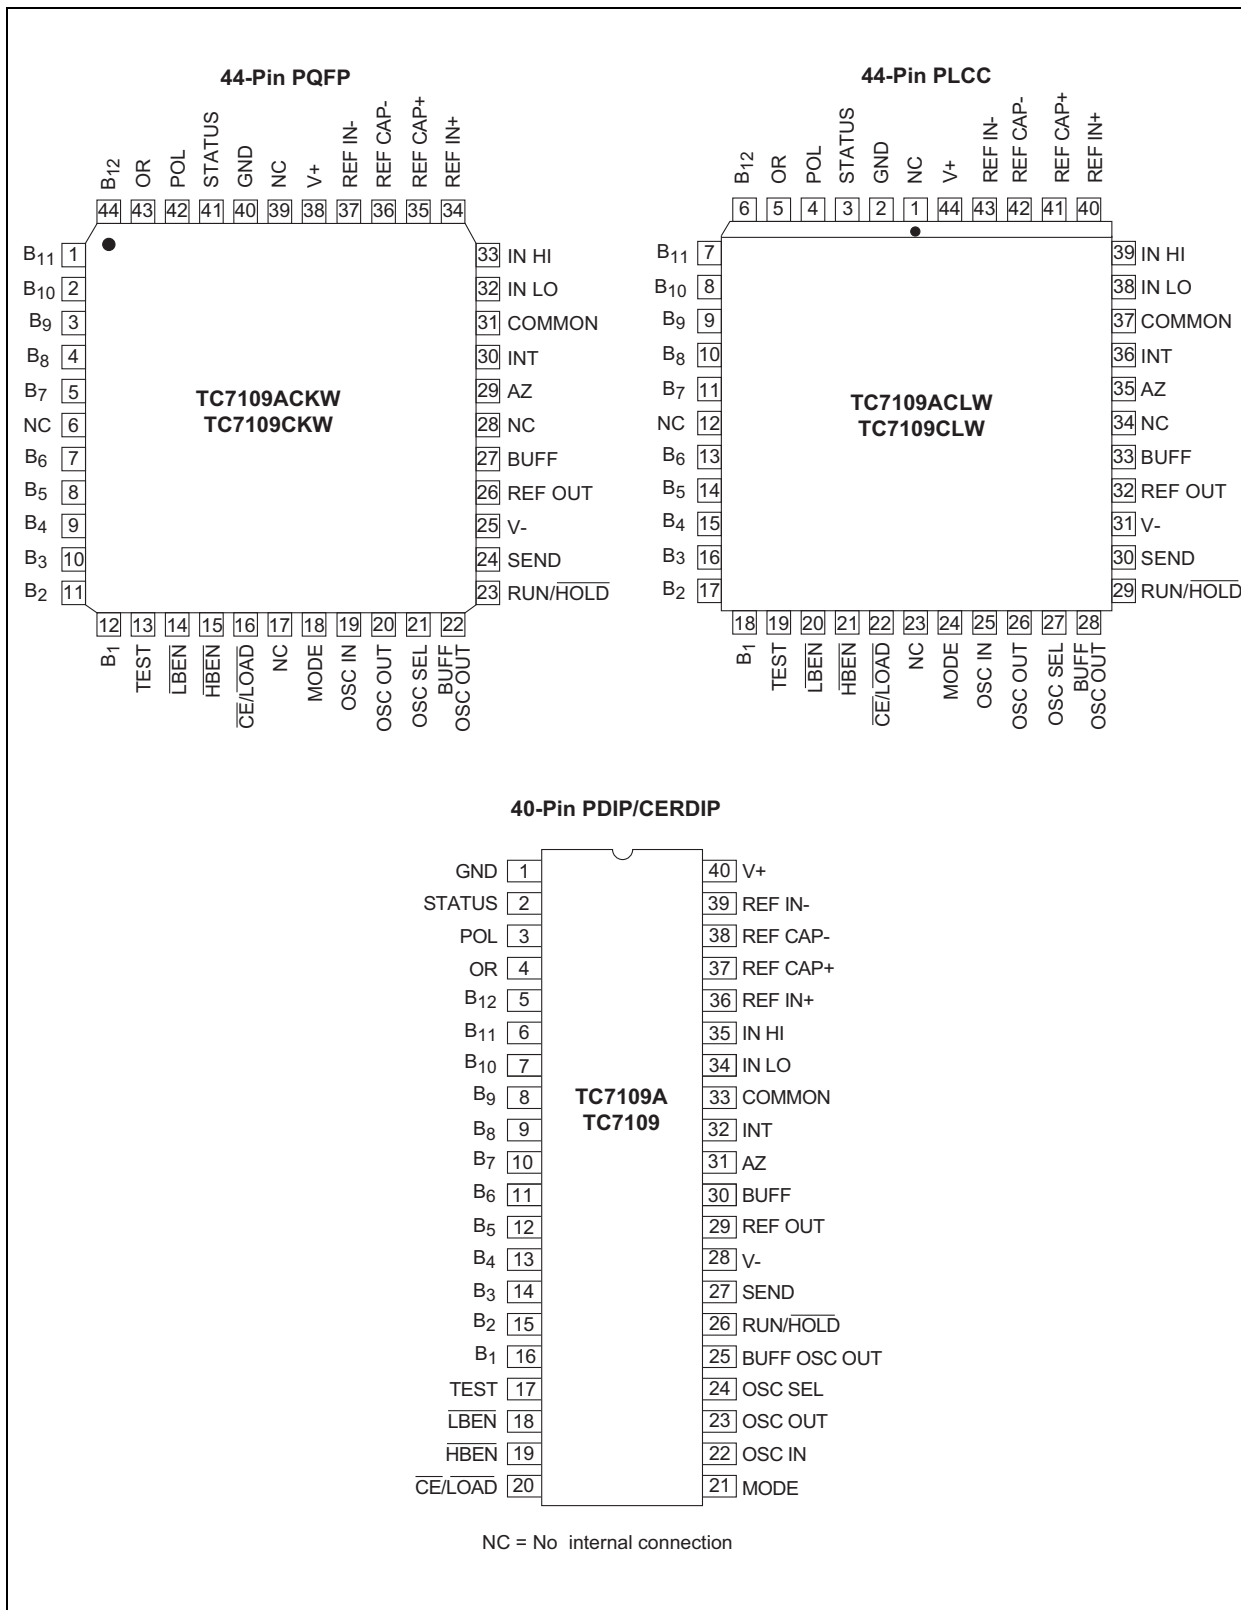 44-Pin PQFP
B12 OR POL STATUS GND NC V+ REF IN- REF CAP- REF CAP+ REF IN+
44 43 42 41 40 39 38 37 36 35 34
B11 1 33 IN HI
B10 2 32 IN LO
B9 3 31 COMMON
B8 4 30 INT
B7 5 29 AZ
NC 6 28 NC
B6 7 27 BUFF
B5 8 26 REF OUT
B4 9 25 V-
B3 10 24 SEND
B2 11 23 RUN/HOLD
TC7109ACKW
TC7109CKW
12 13 14 15 16 17 18 19 20 21 22
B1 TEST LBEN HBEN CE/LOAD NC MODE OSC IN OSC OUT OSC SEL BUFF OSC OUT
44-Pin PLCC
B12 OR POL STATUS GND NC V+ REF IN- REF CAP- REF CAP+ REF IN+
6 5 4 3 2 1 44 43 42 41 40
B11 7 39 IN HI
B10 8 38 IN LO
B9 9 37 COMMON
B8 10 36 INT
B7 11 35 AZ
NC 12 34 NC
B6 13 33 BUFF
B5 14 32 REF OUT
B4 15 31 V-
B3 16 30 SEND
B2 17 29 RUN/HOLD
TC7109ACLW
TC7109CLW
18 19 20 21 22 23 24 25 26 27 28
B1 TEST LBEN HBEN CE/LOAD NC MODE OSC IN OSC OUT OSC SEL BUFF OSC OUT
40-Pin PDIP/CERDIP
GND 1 40 V+
STATUS 2 39 REF IN-
POL 3 38 REF CAP-
OR 4 37 REF CAP+
B12 5 36 REF IN+
B11 6 35 IN HI
B10 7 34 IN LO
B9 8 33 COMMON
B8 9 32 INT
B7 10 31 AZ
B6 11 30 BUFF
B5 12 29 REF OUT
B4 13 28 V-
B3 14 27 SEND
B2 15 26 RUN/HOLD
B1 16 25 BUFF OSC OUT
TEST 17 24 OSC SEL
LBEN 18 23 OSC OUT
HBEN 19 22 OSC IN
CE/LOAD 20 21 MODE
TC7109A
TC7109
NC = No internal connection